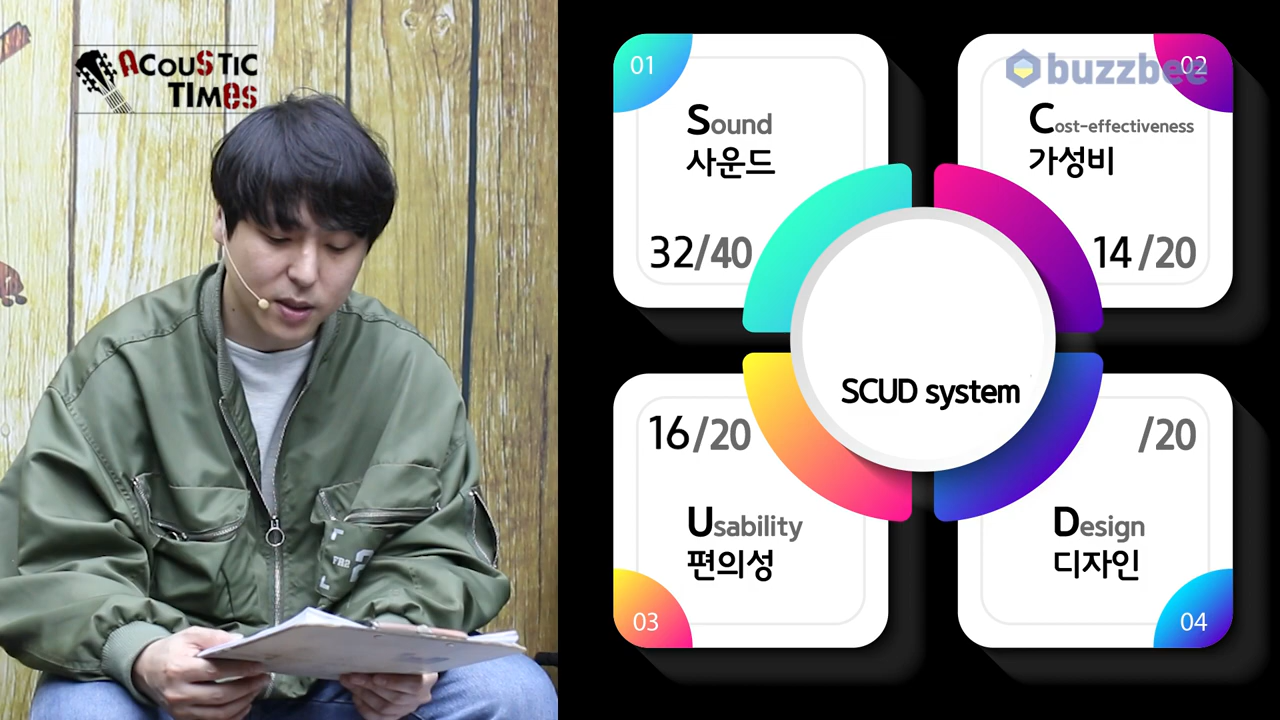 ACOUSTIC
TIMES
01
Sound
사운드
32/40
buzzbee
02
Cost-effectiveness
가성비
14 /20
SCUD system
16/20
Usability
편의성
03
/20
Design
디자인
04
FR2